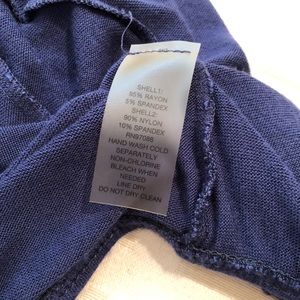 SHELL1:
95% RAYON
5% SPANDEX
SHELL2:
90% NYLON
10% SPANDEX
RN97086
HAND WASH COLD
SEPARATELY
NON-CHLORINE
BLEACH WHEN
NEEDED
LINE DRY
DO NOT DRY CLEAN